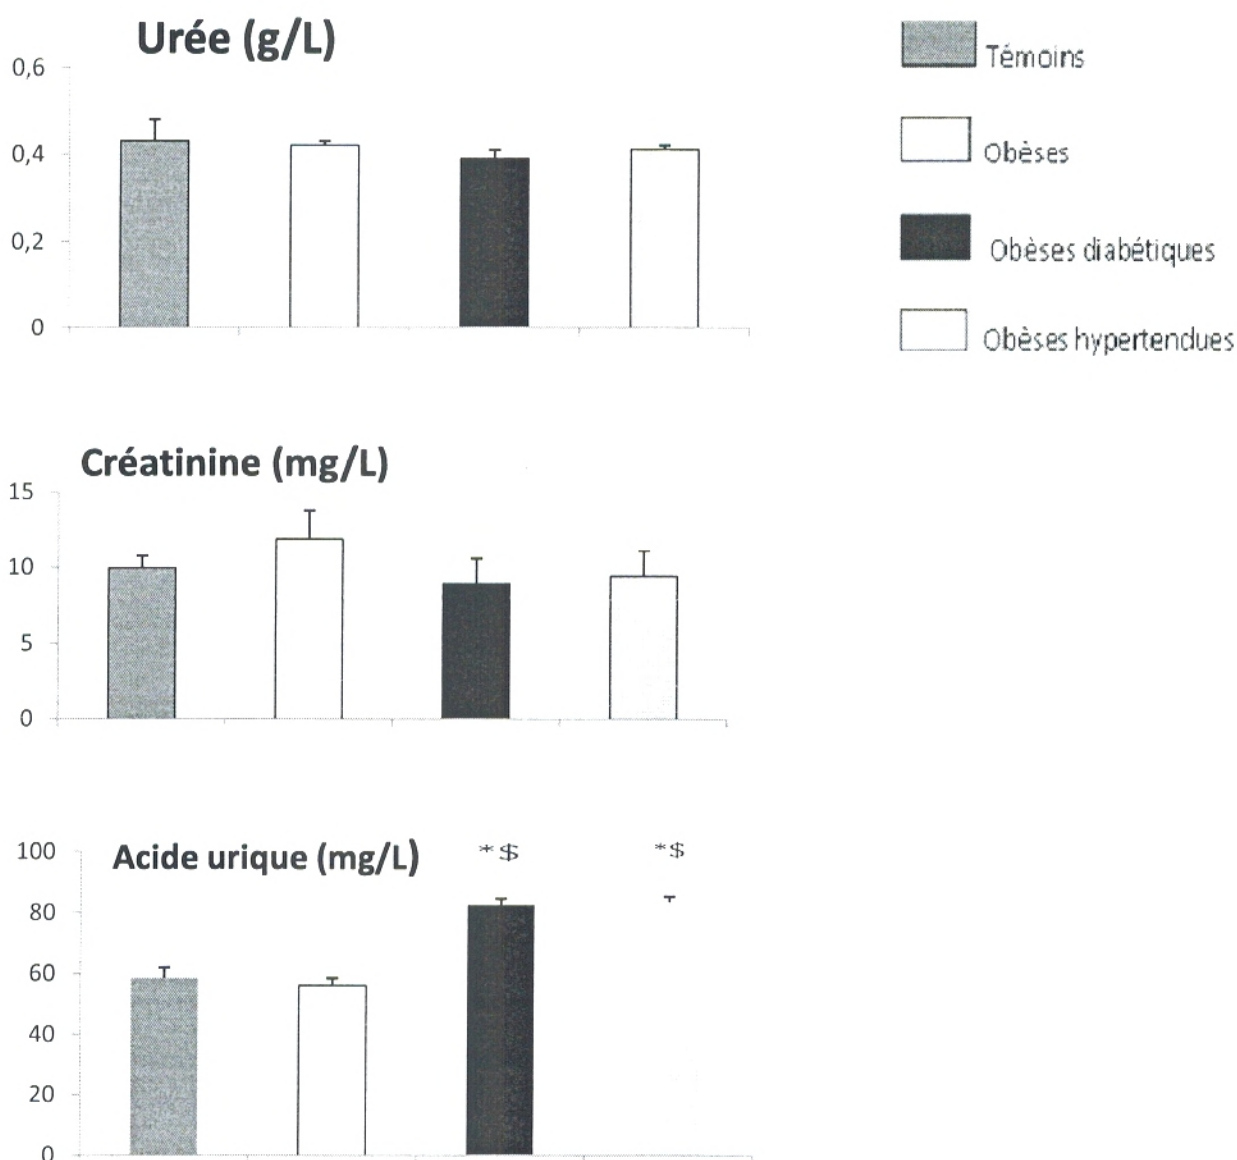 Urée (g/L)
0,6
0,4
0,2
0
Témoins
Obèses
Obèses diabétiques
Obèses hypertendues
Créatinine (mg/L)
15
10
5
0
Acide urique (mg/L)
* $
* $
100
80
60
40
20
0